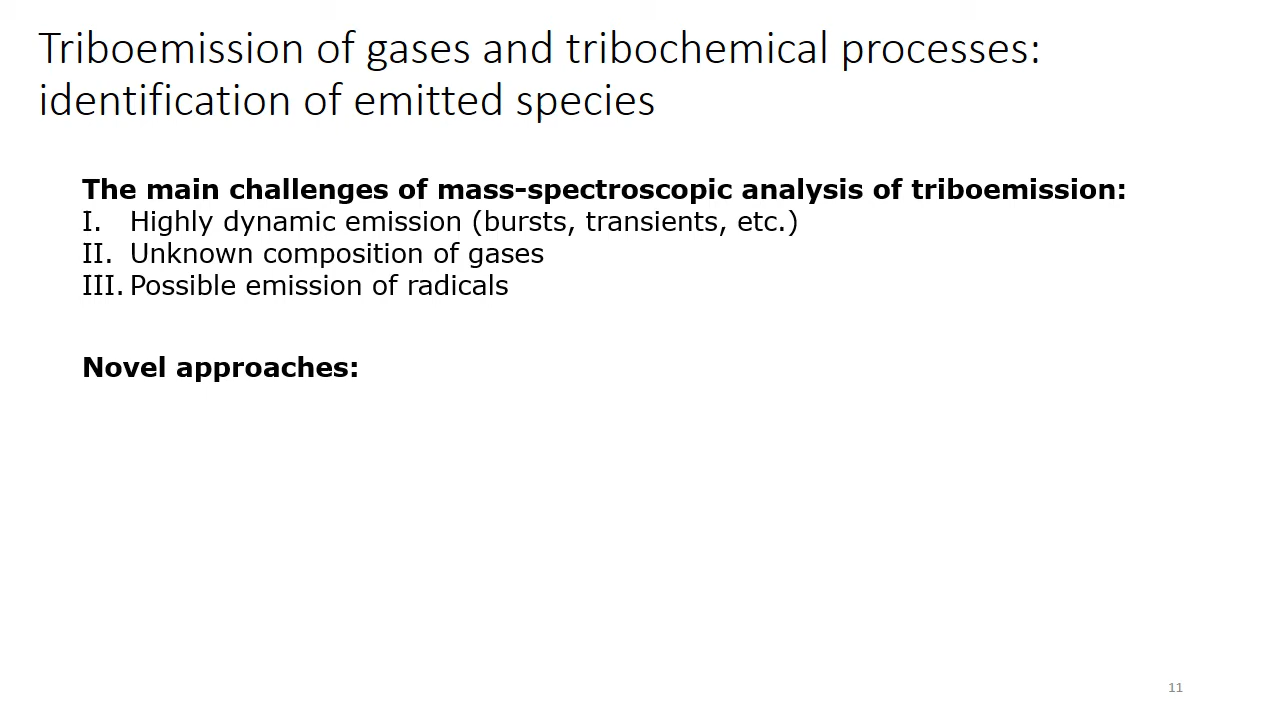 Triboemission of gases and tribochemical processes:
identification of emitted species
The main challenges of mass-spectroscopic analysis of triboemission:
I. Highly dynamic emission (bursts, transients, etc.)
II. Unknown composition of gases
III. Possible emission of radicals
Novel approaches:
11